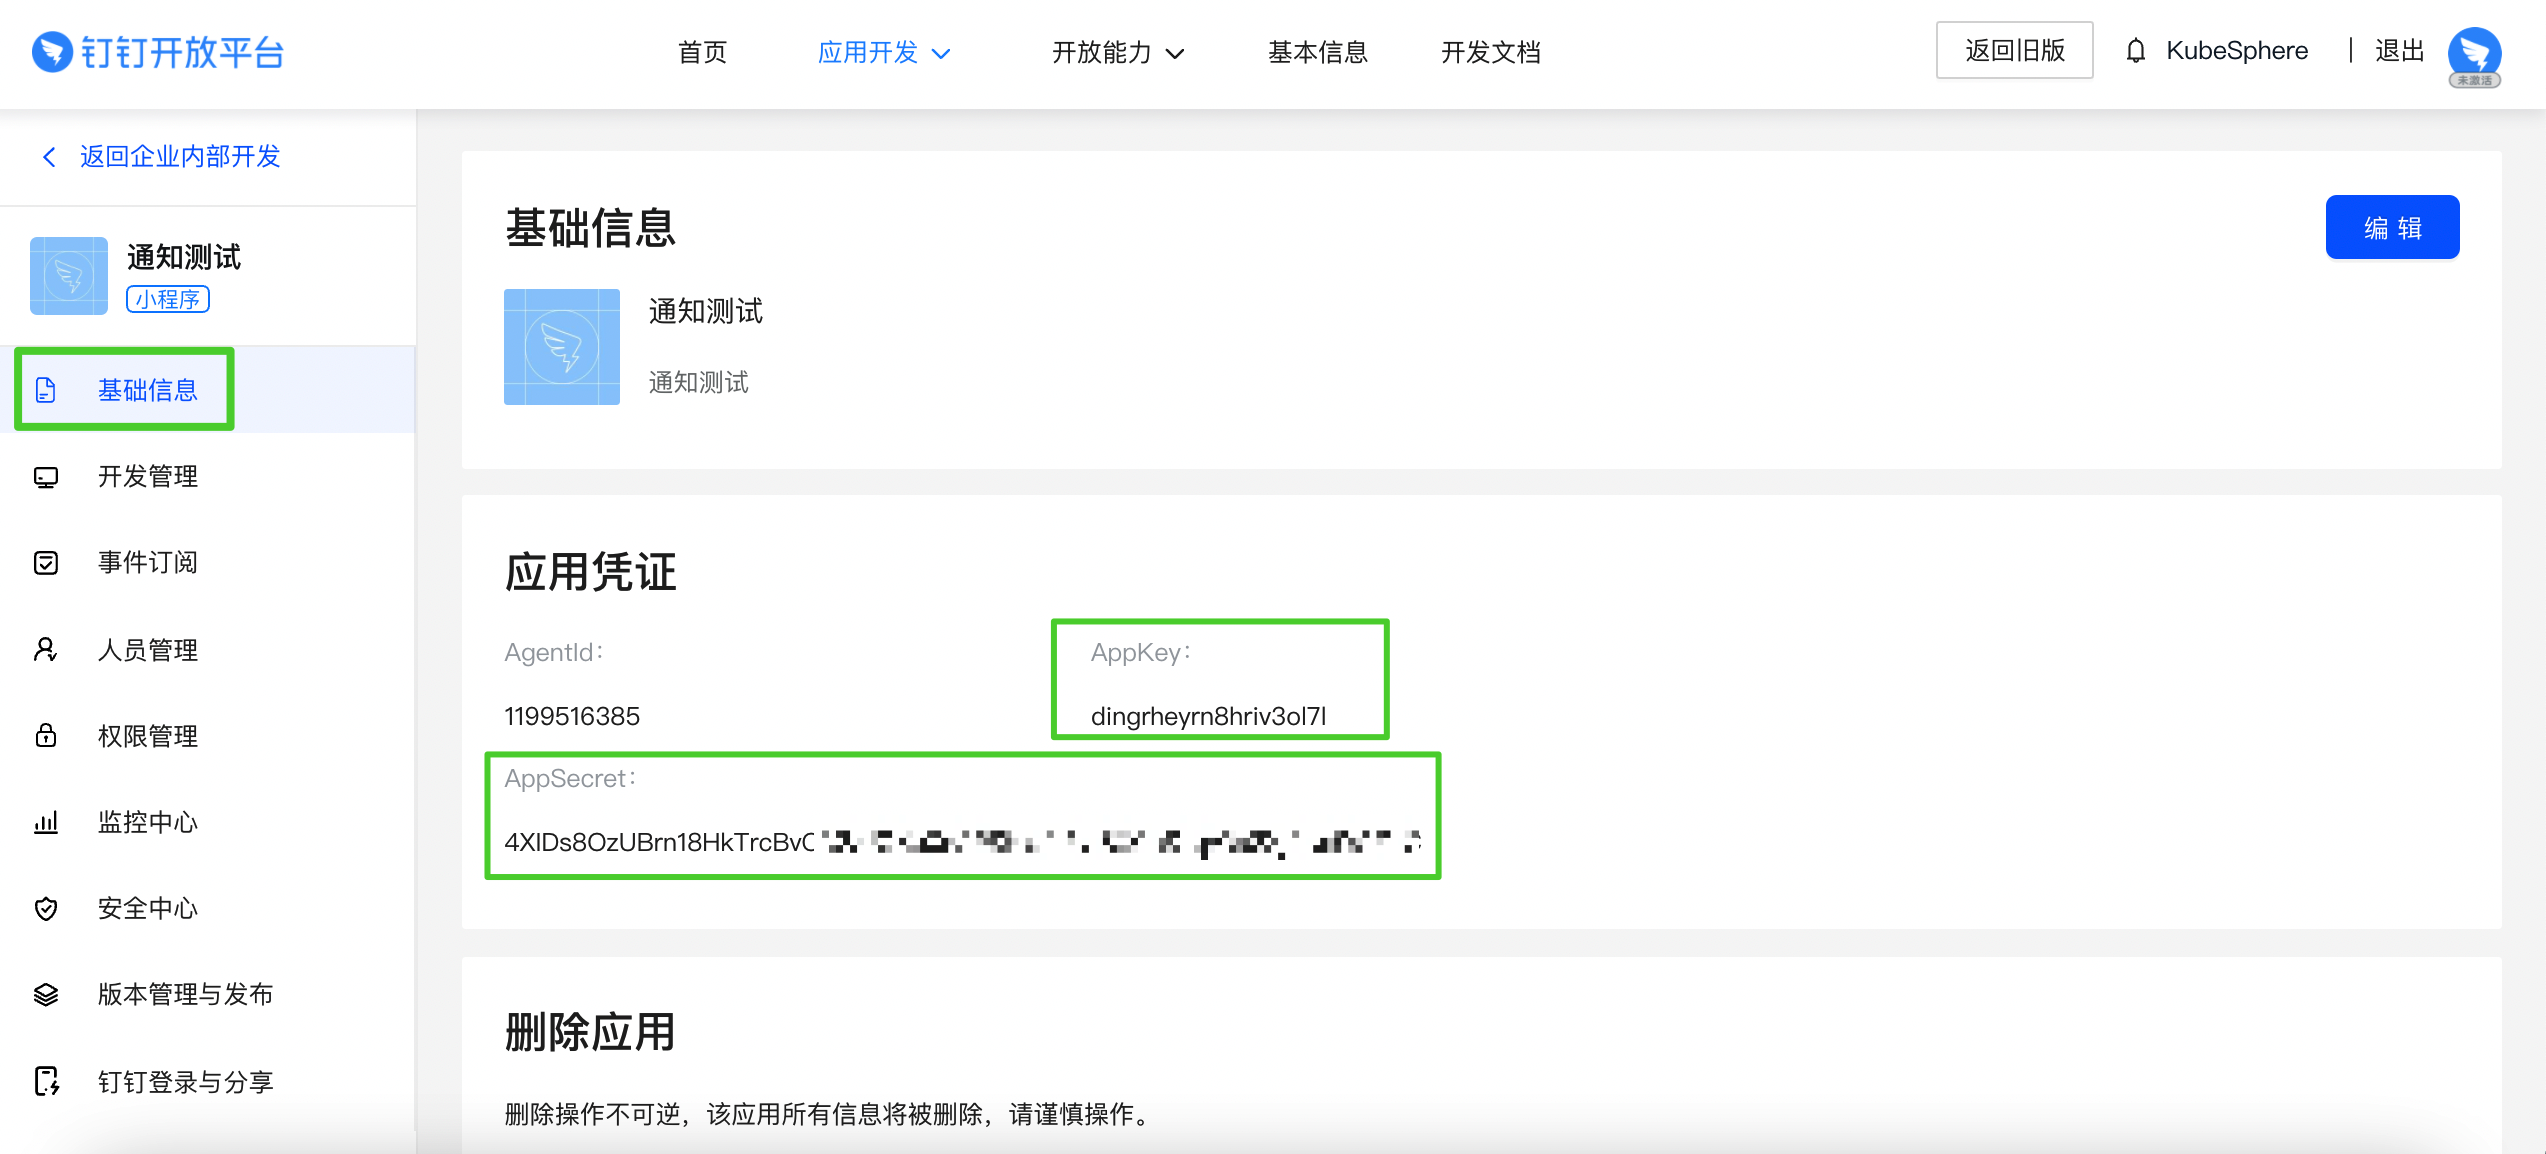 钉钉开放平台
首页 应用开发 开放能力 基本信息 开发文档
返回旧版 KubeSphere 退出
未激活
返回企业内部开发
通知测试
小程序
基础信息
开发管理
事件订阅
人员管理
权限管理
监控中心
安全中心
版本管理与发布
钉钉登录与分享
基础信息
编 辑
通知测试
通知测试
应用凭证
AgentId：
1199516385
AppKey：
dingrheyrn8hriv3ol7l
AppSecret：
4XIDs8OzUBrn18HkTrcBv
删除应用
删除操作不可逆，该应用所有信息将被删除，请谨慎操作。